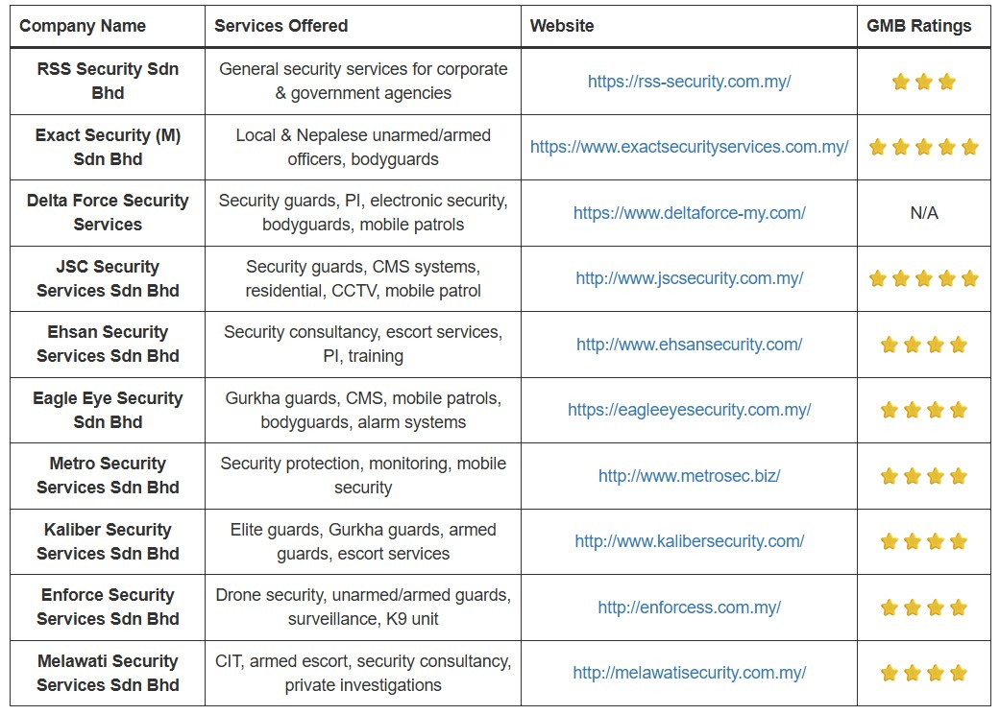 Company Name Services Offered Website GMB Ratings
RSS Security Sdn
Bhd
General security services for corporate
& government agencies
https://rss-security.com.my/
Exact Security (M)
Sdn Bhd
Local & Nepalese unarmed/armed
officers, bodyguards
https://www.exactsecurityservices.com.my/
Delta Force Security
Services
Security guards, PI, electronic security,
bodyguards, mobile patrols
https://www.deltaforce-my.com/
N/A
JSC Security
Services Sdn Bhd
Security guards, CMS systems,
residential, CCTV, mobile patrol
http://www.jscsecurity.com.my/
Ehsan Security
Services Sdn Bhd
Security consultancy, escort services,
PI, training
http://www.ehsansecurity.com/
Eagle Eye Security
Sdn Bhd
Gurkha guards, CMS, mobile patrols,
bodyguards, alarm systems
https://eagleeyesecurity.com.my/
Metro Security
Services Sdn Bhd
Security protection, monitoring, mobile
security
http://www.metrosec.biz/
Kaliber Security
Services Sdn Bhd
Elite guards, Gurkha guards, armed
guards, escort services
http://www.kalibersecurity.com/
Enforce Security
Services Sdn Bhd
Drone security, unarmed/armed guards,
surveillance, K9 unit
http://enforcess.com.my/
Melawati Security
Services Sdn Bhd
CIT, armed escort, security consultancy,
private investigations
http://melawatisecurity.com.my/